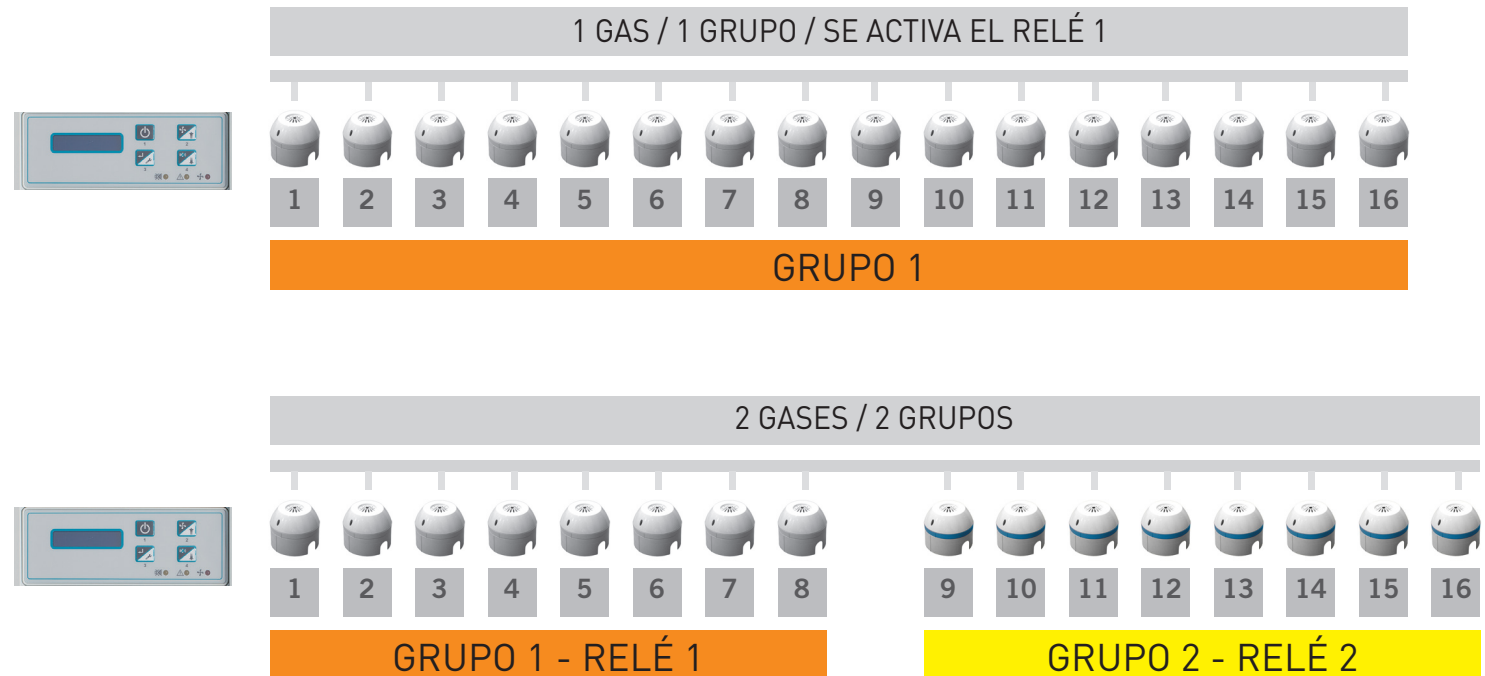 1 GAS / 1 GRUPO / SE ACTIVA EL RELÉ 1
1 2 3 4 5 6 7 8 9 10 11 12 13 14 15 16
GRUPO 1
2 GASES / 2 GRUPOS
1 2 3 4 5 6 7 8 9 10 11 12 13 14 15 16
GRUPO 1 - RELÉ 1 GRUPO 2 - RELÉ 2